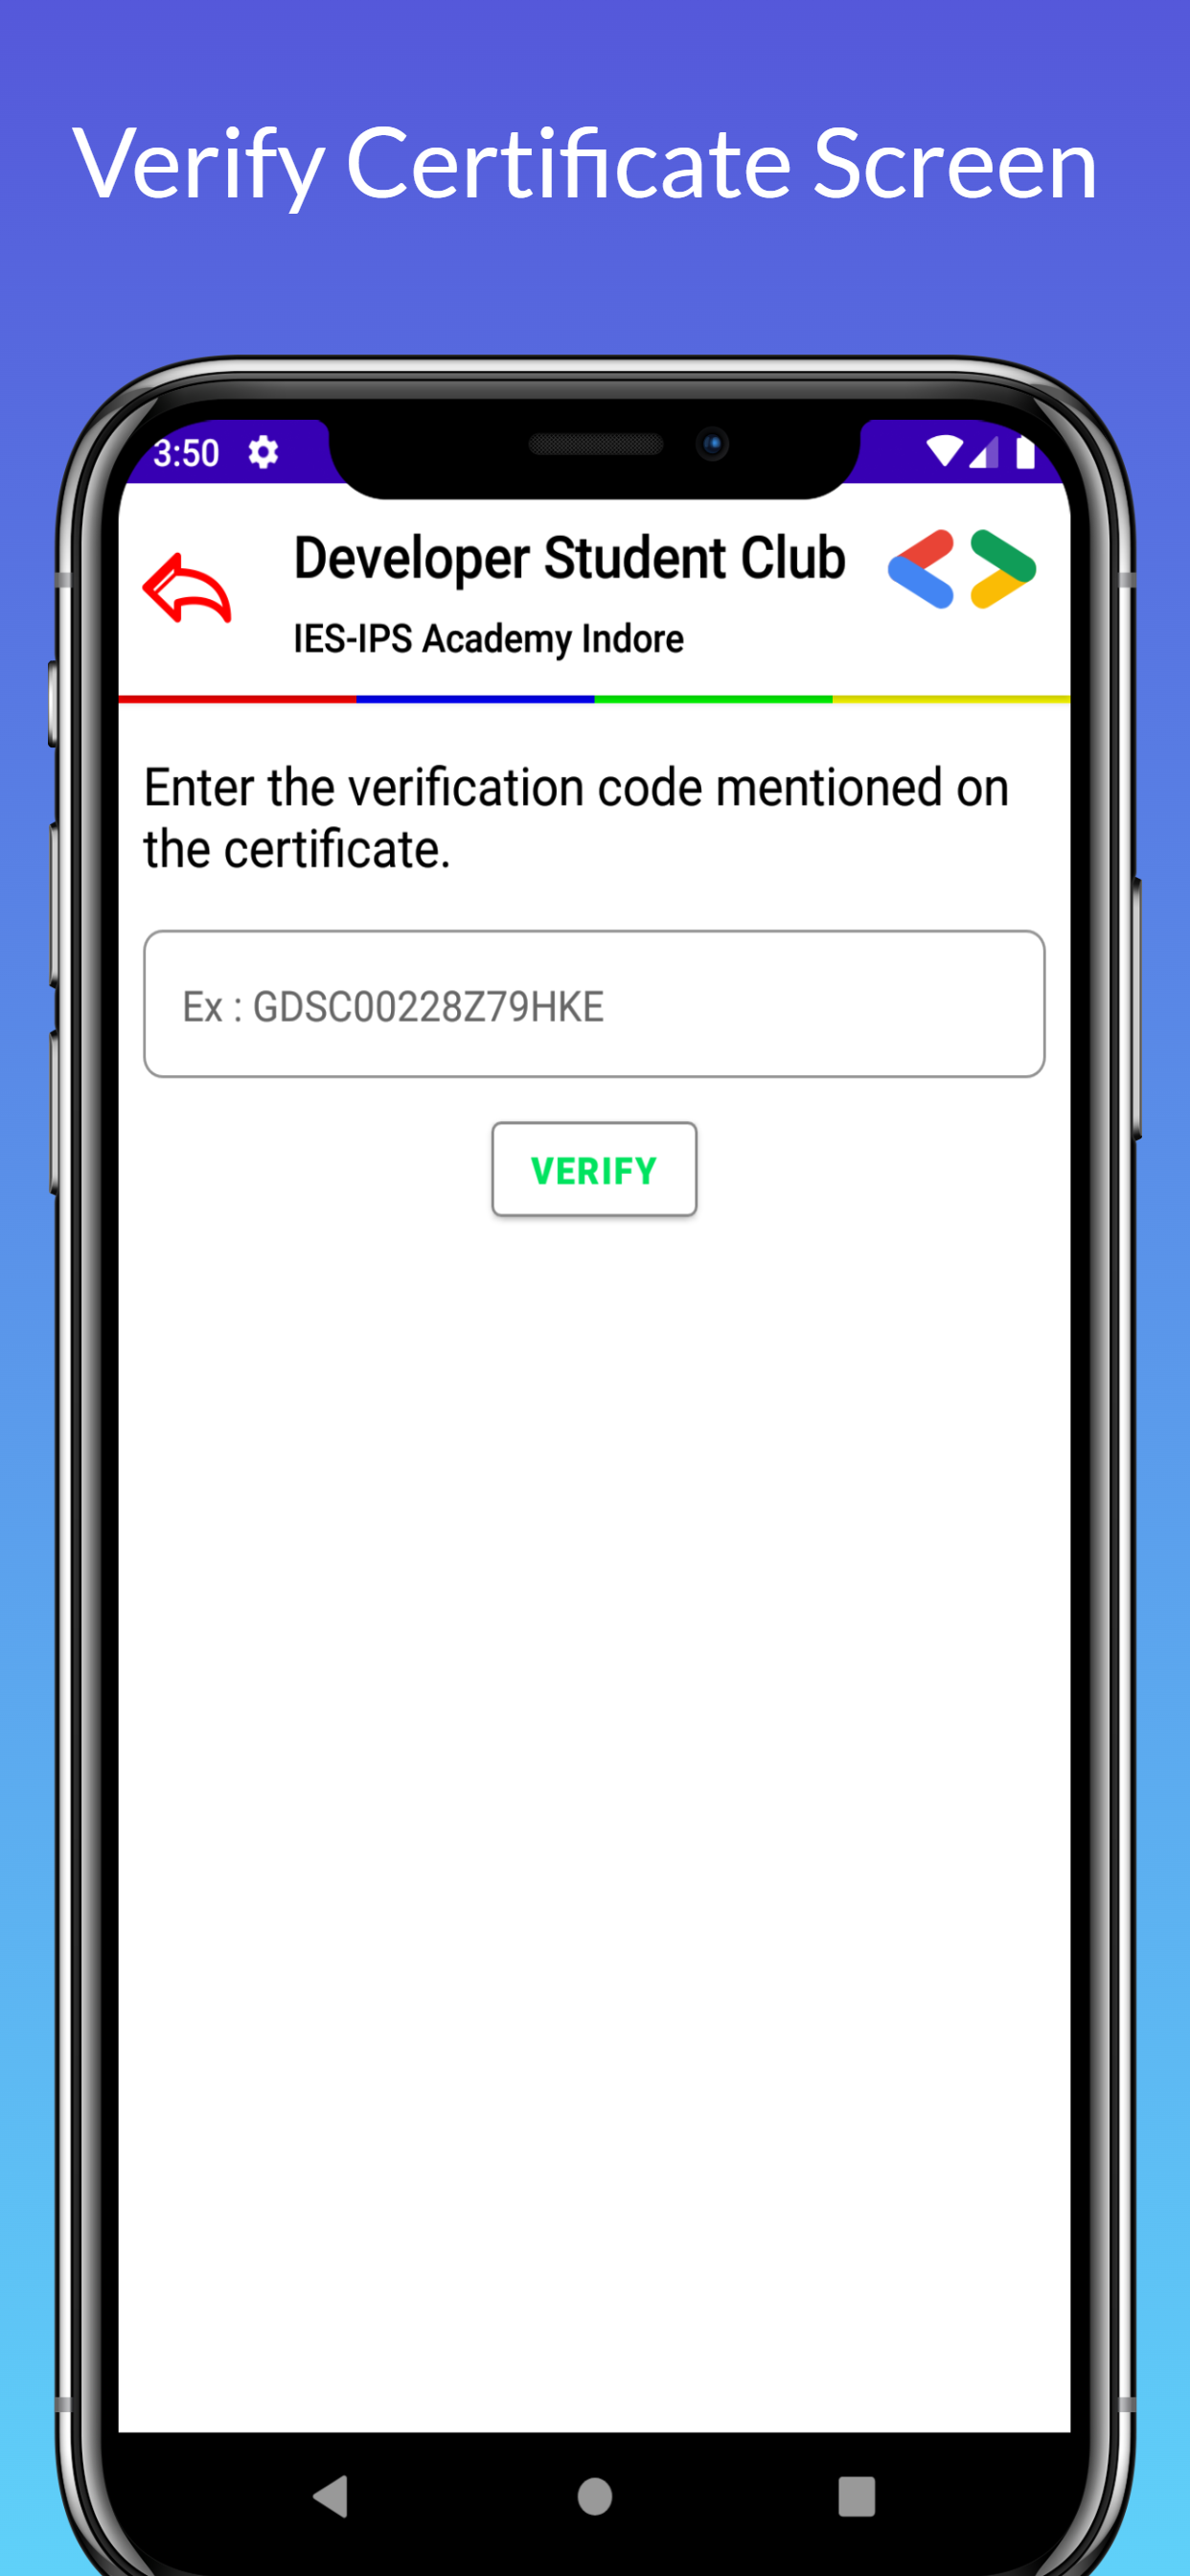 Verify Certificate Screen
3:50
Developer Student Club
IES-IPS Academy Indore
Enter the verification code mentioned on
the certificate.
Ex : GDSC00228Z79HKE
VERIFY